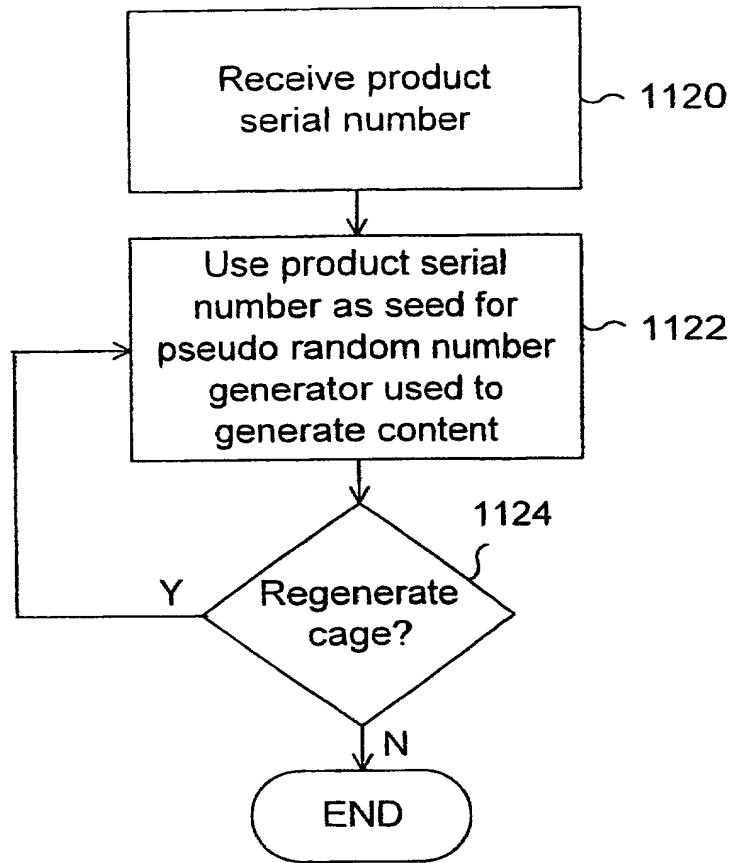 Receive product
serial number
1120
Use product serial
number as seed for
pseudo random number
generator used to
generate content
1122
1124
Regenerate
cage?
Y
N
END